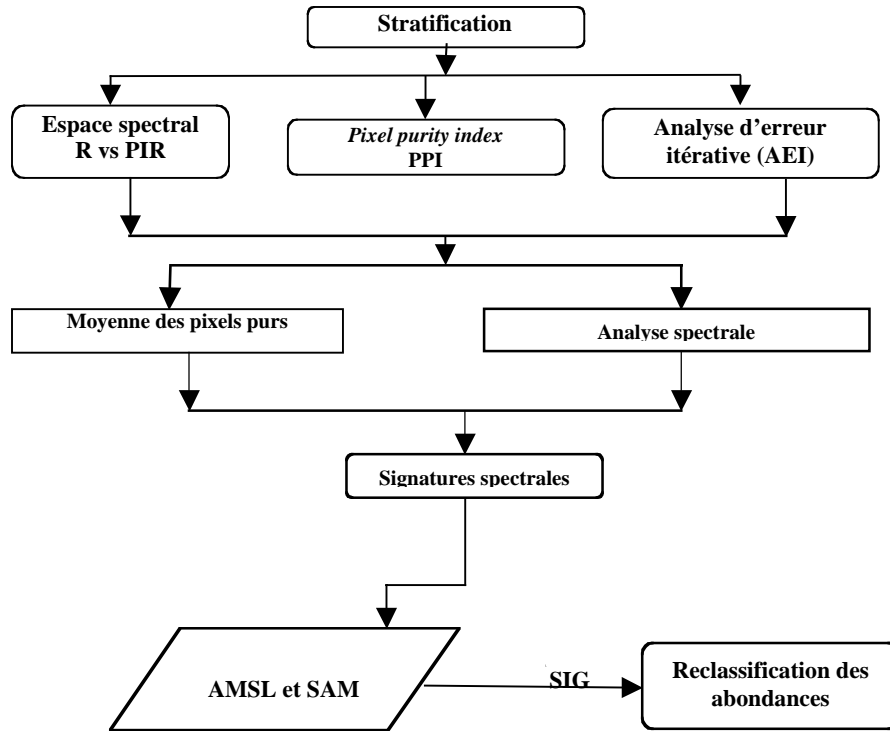 Stratification
Espace spectral
R vs PIR
Pixel purity index
PPI
Analyse d'erreur
itérative (AEI)
Moyenne des pixels purs
Analyse spectrale
Signatures spectrales
AMSL et SAM
SIG
Reclassification des
abondances